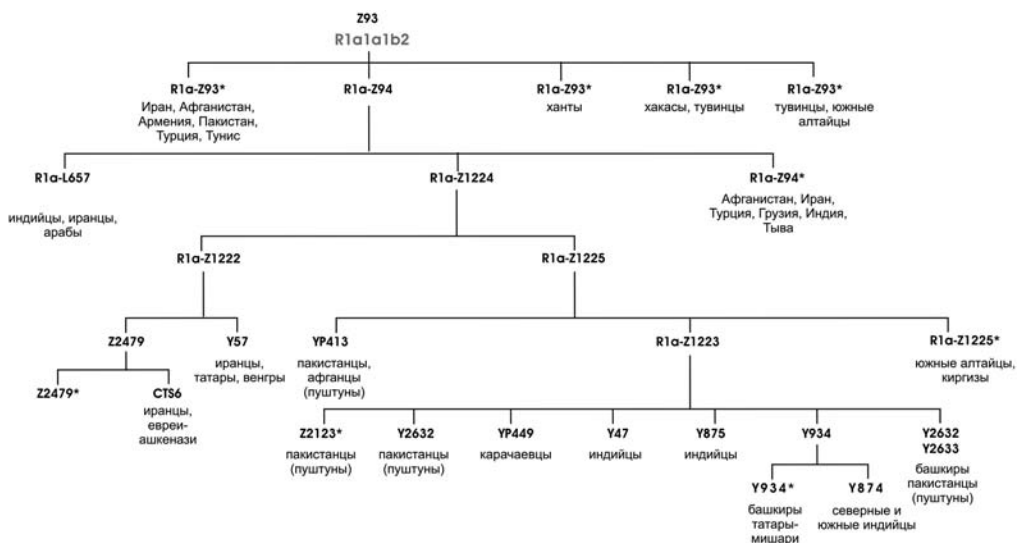 Z93
R1a1a1b2
R1a-Z93*
Иран, Афганистан,
Армения, Пакистан,
Турция, Тунис
R1a-Z94
R1a-Z93*
ханты
R1a-Z93*
хакасы, тувинцы
R1a-Z93*
тувинцы, южные
алтайцы
R1a-L657
индийцы, иранцы,
арабы
R1a-Z1224
R1a-Z94*
Афганистан, Иран,
Турция, Грузия, Индия,
Тыва
R1a-Z1222
R1a-Z1225
Z2479
Y57
иранцы,
татары, венгры
YP413
пакистанцы,
афганцы
(пуштуны)
R1a-Z1223
R1a-Z1225*
южные алтайцы,
киргизы
Z2479*
CTS6
иранцы,
евреи-
ашкенази
Z2123*
пакистанцы
(пуштуны)
Y2632
пакистанцы
(пуштуны)
YP449
карачаевцы
Y47
индийцы
Y875
индийцы
Y934
Y2632
Y2633
башкиры
пакистанцы
(пуштуны)
Y934*
башкиры
татары-
мишари
Y874
северные и
южные индийцы